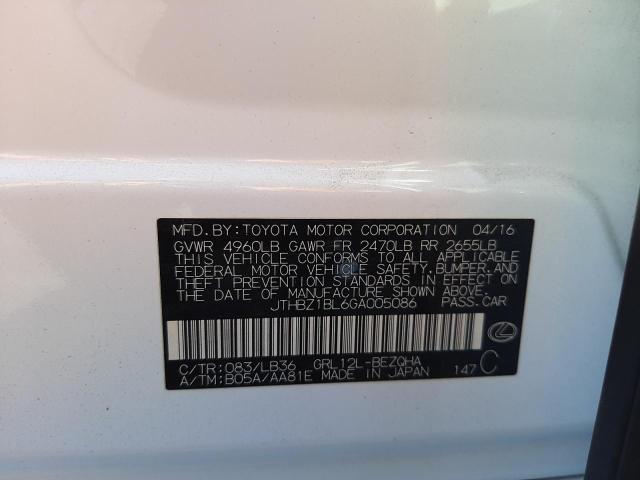 MFD. BY: TOYOTA MOTOR CORPORATION 04/16
GVWR 4960LB GAWR FR 2470LB RR 2655LB
THIS VEHICLE CONFORMS TO ALL APPLICABLE
FEDERAL MOTOR VEHICLE SAFETY, BUMPER, AND
THEFT PREVENTION STANDARDS IN EFFECT ON
THE DATE OF MANUFACTURE SHOWN ABOVE.
JTHBZ1BL6GA005086 PASS. CAR
C/TR: 083/LB36 GRL12L-BEZQHA
A/TM: B05A/AA81E MADE IN JAPAN 147 C